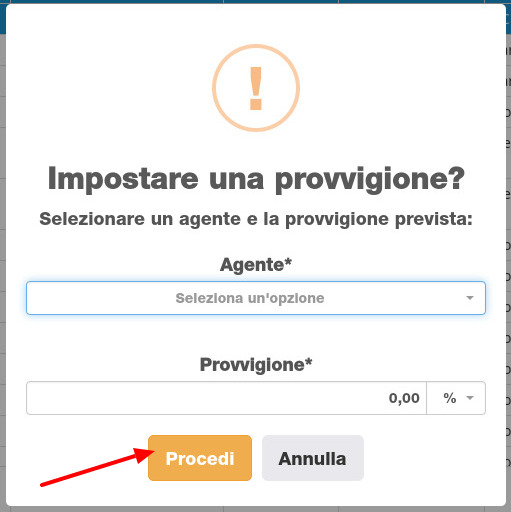 !
Impostare una provvigione?
Selezionare un agente e la provvigione prevista:
Agente*
Seleziona un'opzione
Provvigione*
0,00 %
Procedi Annulla